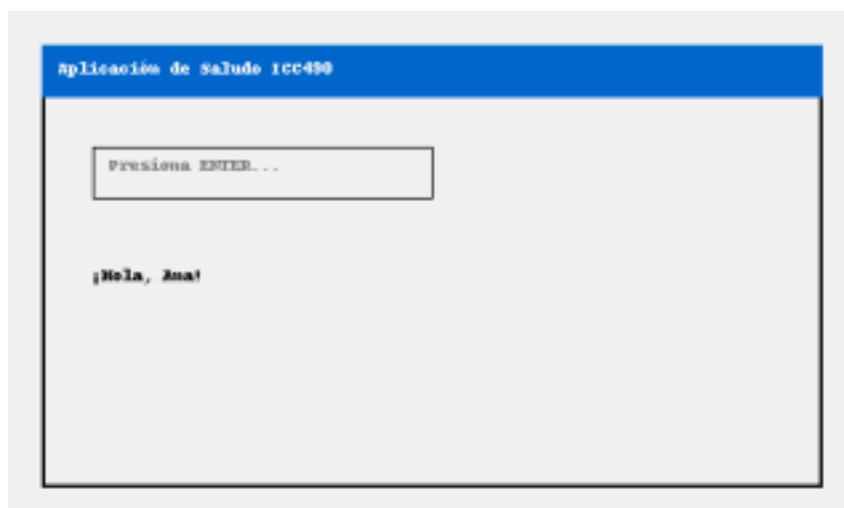 Aplicación de Saludo ICC490
Presiona ENTER...
¡Hola, Ana!